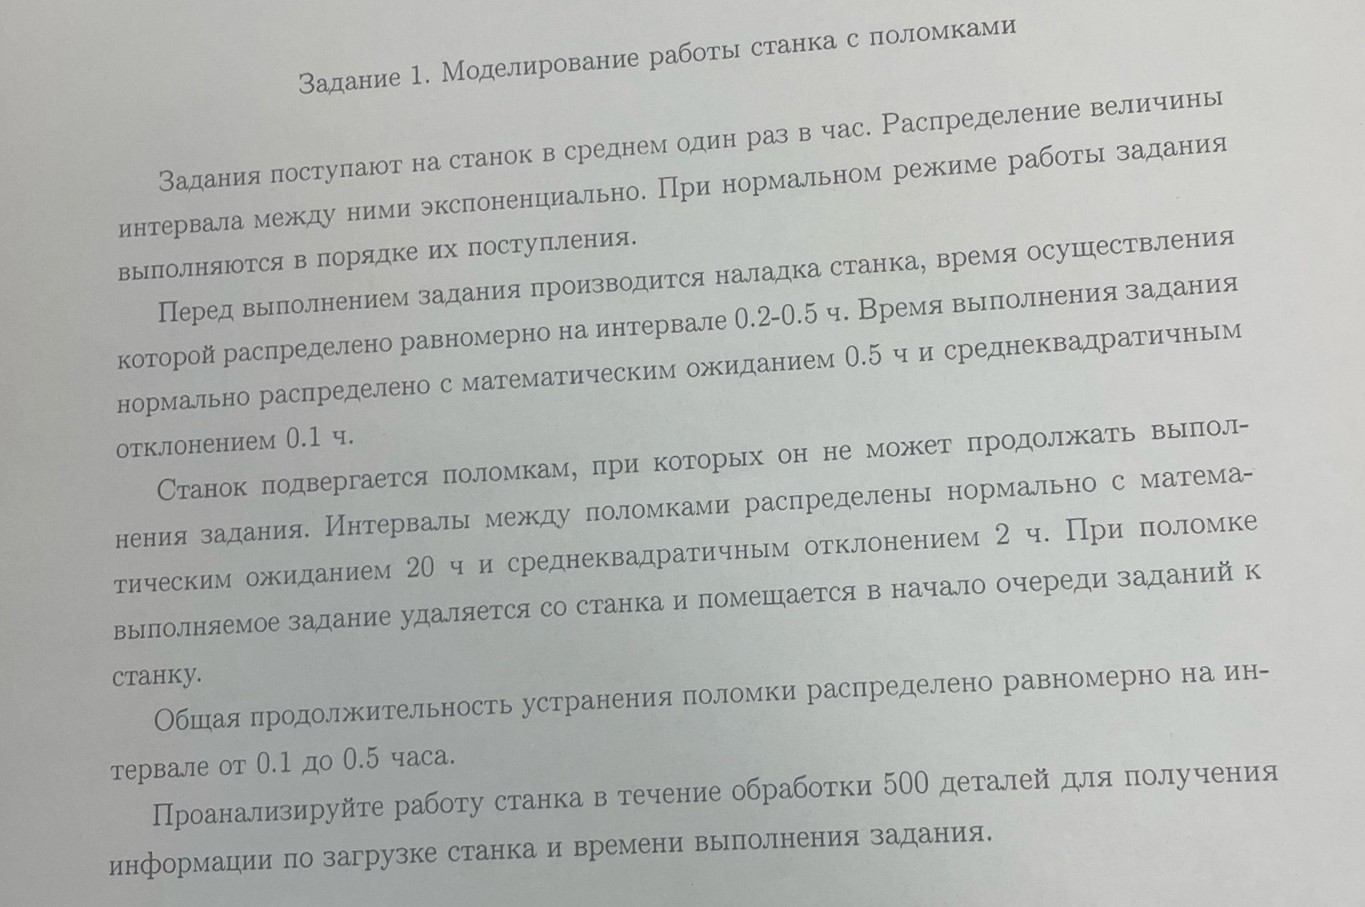 Задание 1. Моделирование работы станка с поломками
Задания поступают на станок в среднем один раз в час. Распределение величины
интервала между ними экспоненциально. При нормальном режиме работы задания
выполняются в порядке их поступления.
Перед выполнением задания производится наладка станка, время осуществления
которой распределено равномерно на интервале 0.2-0.5 ч. Время выполнения задания
нормально распределено с математическим ожиданием 0.5 ч и среднеквадратичным
отклонением 0.1 ч.
Станок подвергается поломкам, при которых он не может продолжать выпол-
нения задания. Интервалы между поломками распределены нормально с матема-
тическим ожиданием 20 ч и среднеквадратичным отклонением 2 ч. При поломке
выполняемое задание удаляется со станка и помещается в начало очереди заданий к
станку.
Общая продолжительность устранения поломки распределено равномерно на ин-
тервале от 0.1 до 0.5 часа.
Проанализируйте работу станка в течение обработки 500 деталей для получения
информации по загрузке станка и времени выполнения задания.